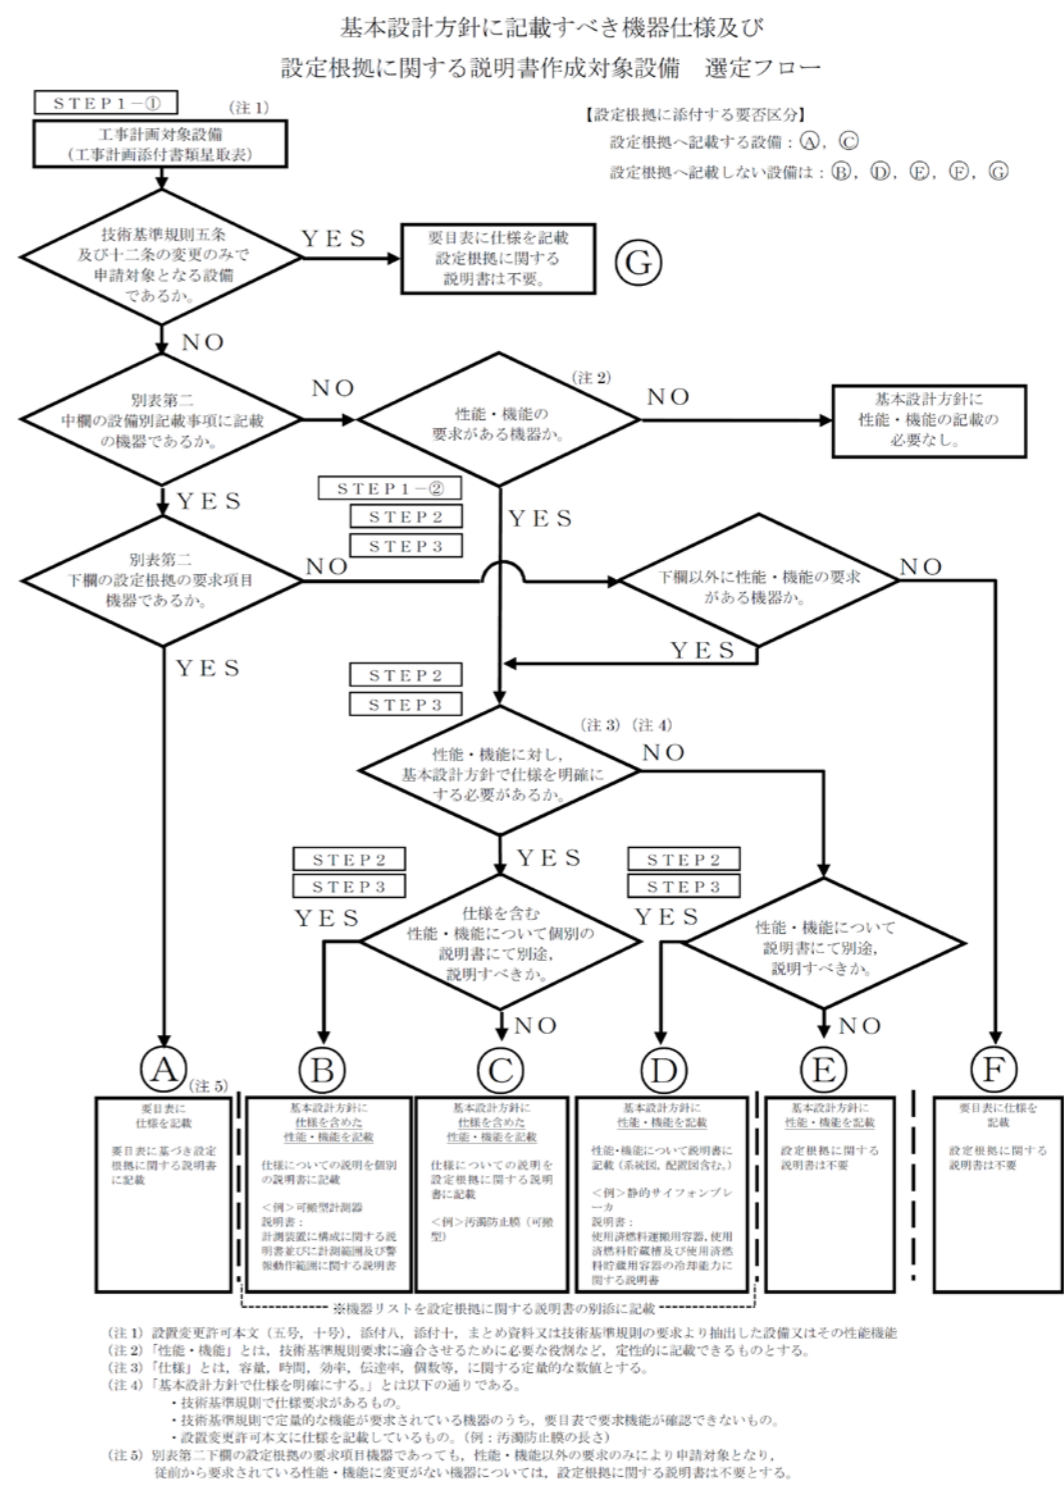 基本設計方針に記載すべき機器仕様及び
設定根拠に関する説明書作成対象設備　選定フロー
ＳＴＥＰ１－①
（注１）
工事計画対象設備
（工事計画添付書類星取表）
【設定根拠に添付する要否区分】
設定根拠へ記載する設備：Ⓐ，Ⓒ
設定根拠へ記載しない設備は：Ⓑ，Ⓓ，Ⓔ，Ⓕ，Ⓖ
技術基準規則五条
及び十二条の変更のみで
申請対象となる設備
であるか。
ＹＥＳ
要目表に仕様を記載
設定根拠に関する
説明書は不要。
Ⓖ
ＮＯ
別表第二
中欄の設備別記載事項に記載
の機器であるか。
ＮＯ
（注２）
性能・機能の
要求がある機器か。
ＮＯ
基本設計方針に
性能・機能の記載の
必要なし。
ＹＥＳ
ＳＴＥＰ１－②
ＳＴＥＰ２
ＳＴＥＰ３
ＹＥＳ
別表第二
下欄の設定根拠の要求項目
機器であるか。
ＮＯ
下欄以外に性能・機能の要求
がある機器か。
ＮＯ
ＹＥＳ
ＹＥＳ
ＳＴＥＰ２
ＳＴＥＰ３
（注３）（注４）
性能・機能に対し，
基本設計方針で仕様を明確に
する必要があるか。
ＮＯ
ＹＥＳ
ＳＴＥＰ２
ＳＴＥＰ３
ＹＥＳ
仕様を含む
性能・機能について個別の
説明書にて別途，
説明すべきか。
ＮＯ
ＳＴＥＰ２
ＳＴＥＰ３
ＹＥＳ
性能・機能について
説明書にて別途，
説明すべきか。
ＮＯ
Ⓐ
（注５）
要目表に
仕様を記載
要目表に基づき設定
根拠に関する説明書
に記載
Ⓑ
基本設計方針に
仕様を含めた
性能・機能を記載
仕様についての説明を個別
の説明書に記載
＜例＞可搬型計測器
説明書：
計測装置に構成に関する説
明書並びに計測範囲及び警
報動作範囲に関する説明書
Ⓒ
基本設計方針に
仕様を含めた
性能・機能を記載
仕様についての説明を
設定根拠に関する説明
書に記載
＜例＞汚濁防止膜（可搬
型）
Ⓓ
基本設計方針に
性能・機能を記載
性能・機能について説明書に
記載（系統図，配置図含む。）
＜例＞静的サイフォンブレ
ーカ
説明書：
使用済燃料運搬用容器，使用
済燃料貯蔵槽及び使用済燃
料貯蔵用容器の冷却能力に
関する説明書
Ⓔ
基本設計方針に
性能・機能を記載
設定根拠に関する
説明書は不要
Ⓕ
要目表に仕様を
記載
設定根拠に関する
説明書は不要
※機器リストを設定根拠に関する説明書の別添に記載
（注１）設置変更許可本文（五号，十号），添付八，添付十，まとめ資料又は技術基準規則の要求より抽出した設備又はその性能機能
（注２）「性能・機能」とは，技術基準規則要求に適合させるために必要な役割など，定性的に記載できるものとする。
（注３）「仕様」とは，容量，時間，効率，伝達率，個数等，に関する定量的な数値とする。
（注４）「基本設計方針で仕様を明確にする。」とは以下の通りである。
・技術基準規則で仕様要求があるもの。
・技術基準規則で定量的な機能が要求されている機器のうち，要目表で要求機能が確認できないもの。
・設置変更許可本文に仕様を記載しているもの。（例：汚濁防止膜の長さ）
（注５）別表第二下欄の設定根拠の要求項目機器であっても，性能・機能以外の要求のみにより申請対象となり，
従前から要求されている性能・機能に変更がない機器については，設定根拠に関する説明書は不要とする。